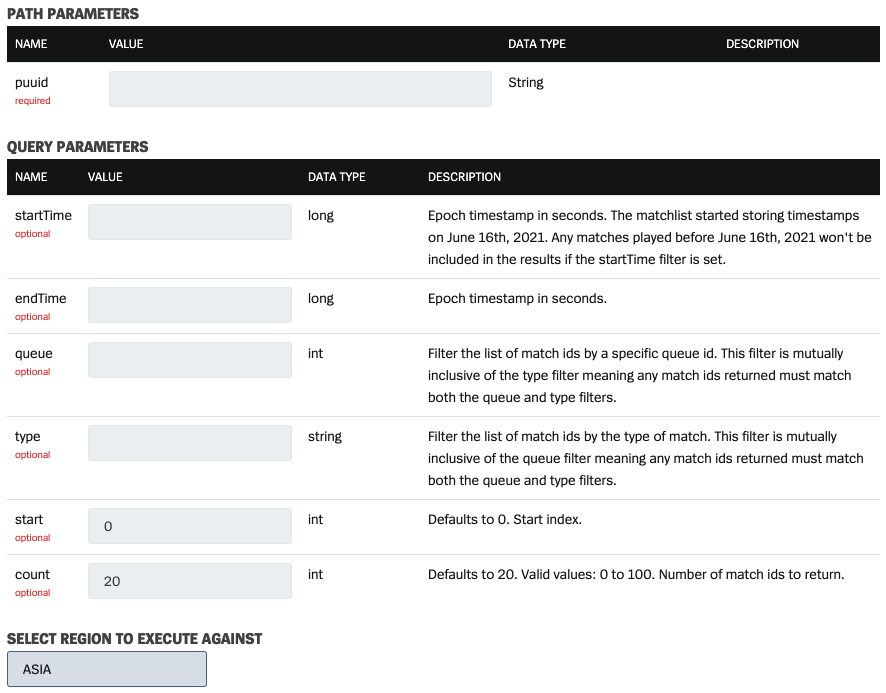 PATH PARAMETERS
NAME VALUE DATA TYPE DESCRIPTION
puuid String
required
QUERY PARAMETERS
NAME VALUE DATA TYPE DESCRIPTION
startTime long Epoch timestamp in seconds. The matchlist started storing timestamps
optional on June 16th, 2021. Any matches played before June 16th, 2021 won't be
included in the results if the startTime filter is set.
endTime long Epoch timestamp in seconds.
optional
queue int Filter the list of match ids by a specific queue id. This filter is mutually
optional inclusive of the type filter meaning any match ids returned must match
both the queue and type filters.
type string Filter the list of match ids by the type of match. This filter is mutually
optional inclusive of the queue filter meaning any match ids returned must match
both the queue and type filters.
start 0 int Defaults to 0. Start index.
optional
count 20 int Defaults to 20. Valid values: 0 to 100. Number of match ids to return.
optional
SELECT REGION TO EXECUTE AGAINST
ASIA